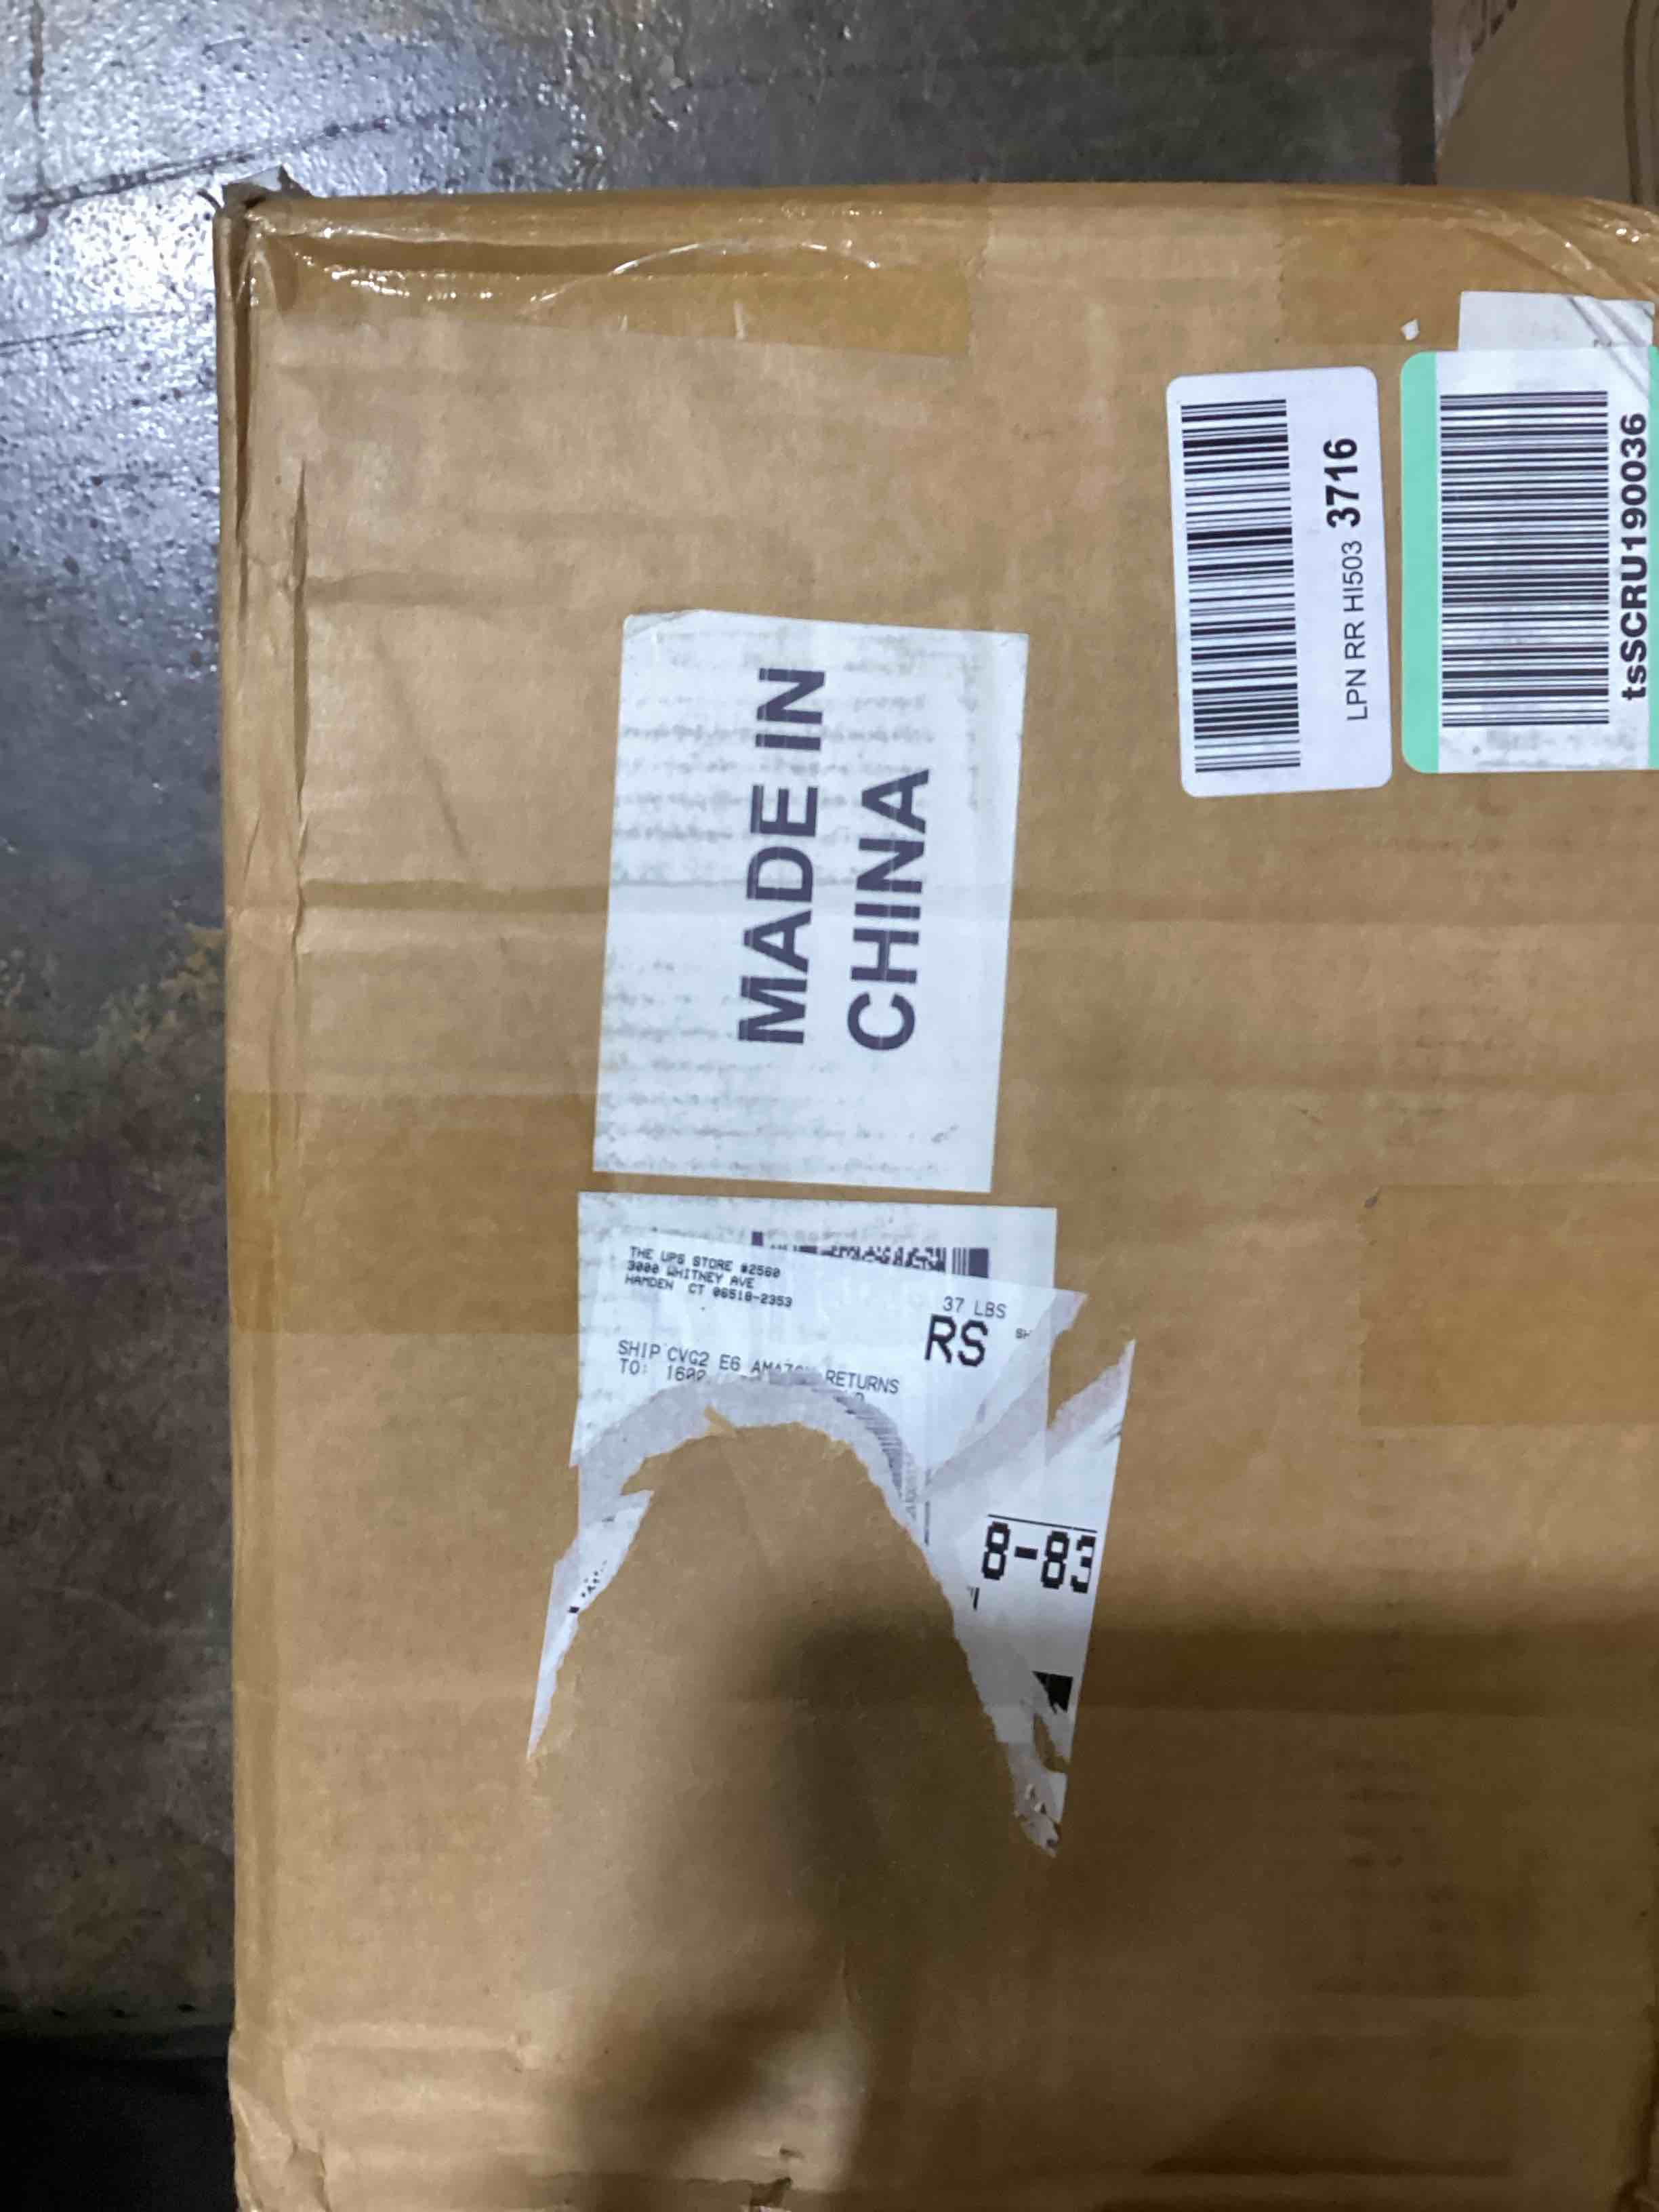 LPN RR HI503 3716
tsSCRU190036
MADE IN
CHINA
THE UPS STORE #2560
3000 WHITNEY AVE
HAMDEN CT 06518-2353
37 LBS
RS
SHIP CVG2 E6 AMAZON RETURNS
TO:
8-83